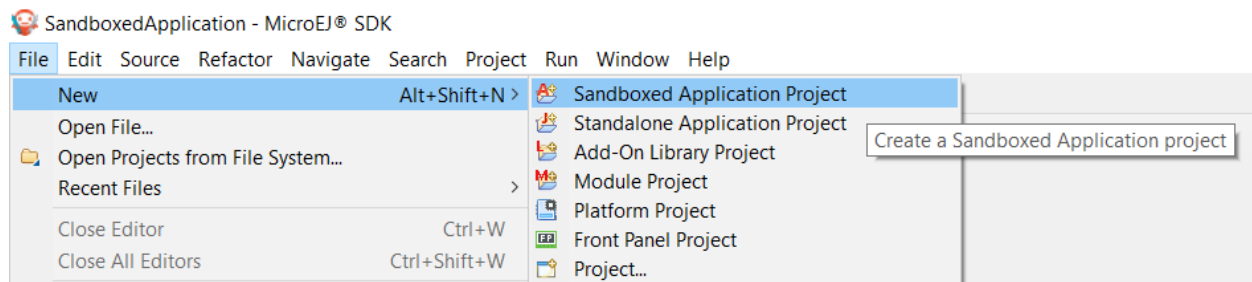 SandboxedApplication - MicroEJ® SDK
File Edit Source Refactor Navigate Search Project Run Window Help
New Alt+Shift+N >
Open File...
Open Projects from File System...
Recent Files >
Close Editor Ctrl+W
Close All Editors Ctrl+Shift+W
Sandboxed Application Project
Standalone Application Project
Add-On Library Project
Module Project
Platform Project
Front Panel Project
Project...
Create a Sandboxed Application project